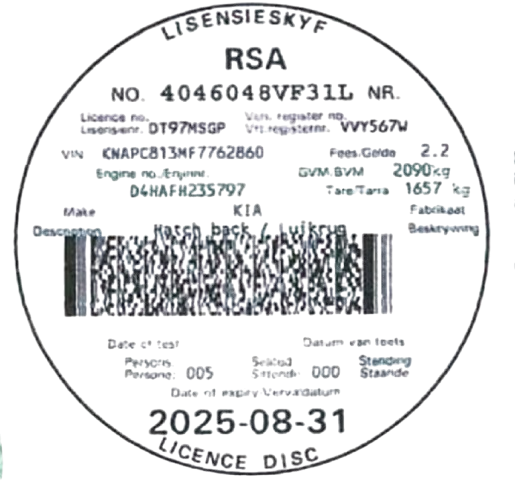 LISENSIESKYF
RSA
NO. 4046048VF31L NR.
Licence no. Veh. register no.
Lisensienr. DT97MSGP Vrt.registernr. VVY567W
VIN KNAPC813MF7762860 Fees/Gelde 2.2
Engine no./Enjinnr. GVM/BVM 2090kg
D4HAFH235797 Tare/Tarra 1657 kg
Make KIA Fabrikaat
Description Hatch back / Luikrug Beskrywing
Date of test Datum van toets
Persons Seated Standing
Persone: 005 Sittende 000 Staande
Date of expiry/Vervaldatum
2025-08-31
LICENCE DISC